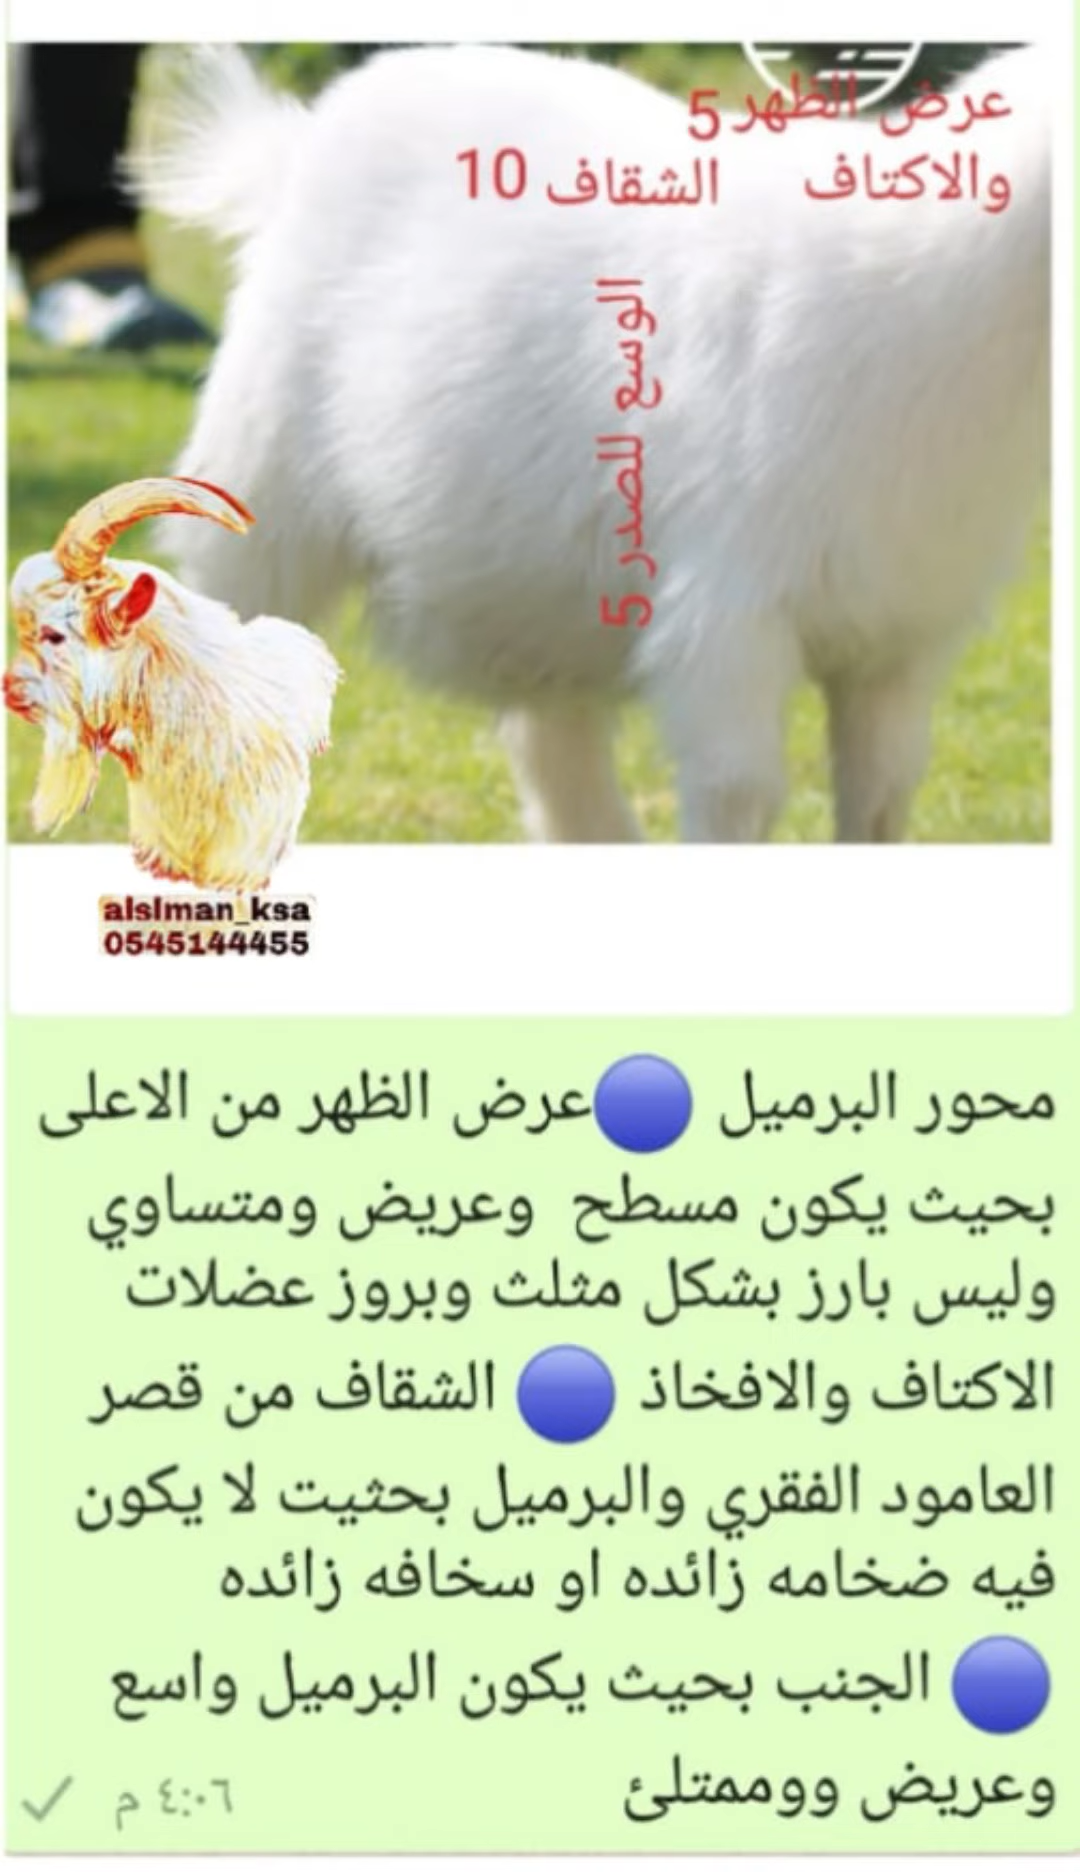 عرض الظهر 5
والاكتاف
الشقاف 10
الوسع للصدر 5
alslman_ksa
0545144455
محور البرميل 🔵عرض الظهر من الاعلى
بحيث يكون مسطح وعريض ومتساوي
وليس بارز بشكل مثلث وبروز عضلات
الاكتاف والافخاذ 🔵 الشقاف من قصر
العامود الفقري والبرميل بحثيت لا يكون
فيه ضخامه زائده او سخافه زائده
🔵 الجنب بحيث يكون البرميل واسع
وعريض ووممتلئ
٤:٠٦ م